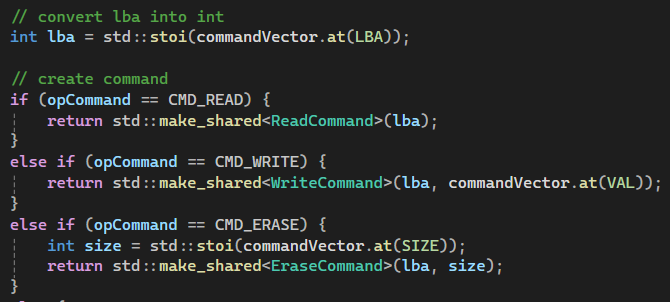 // convert lba into int
int lba = std::stoi(commandVector.at(LBA));
// create command
if (opCommand == CMD_READ) {
return std::make_shared<ReadCommand>(lba);
}
else if (opCommand == CMD_WRITE) {
return std::make_shared<WriteCommand>(lba, commandVector.at(VAL));
}
else if (opCommand == CMD_ERASE) {
int size = std::stoi(commandVector.at(SIZE));
return std::make_shared<EraseCommand>(lba, size);
}